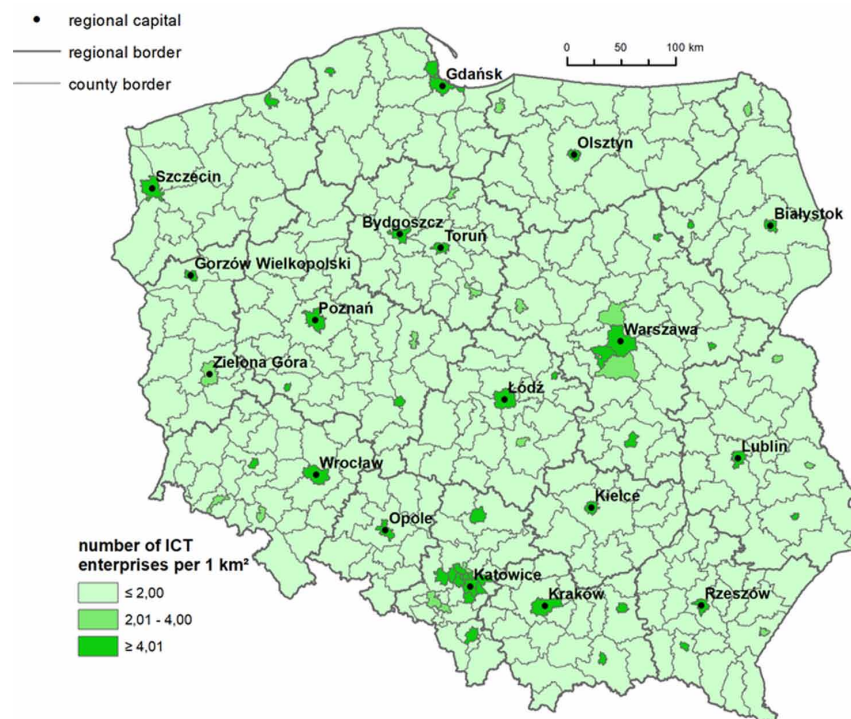 regional capital
regional border
county border
0 50 100 km
Gdańsk
Olsztyn
Szczecin
Białystok
Bydgoszcz
Toruń
Gorzów Wielkopolski
Poznań
Warszawa
Zielona Góra
Łódź
Lublin
Wrocław
Kielce
Opole
number of ICT
enterprises per 1 km²
≤ 2,00
2,01 - 4,00
≥ 4,01
Katowice
Kraków
Rzeszów